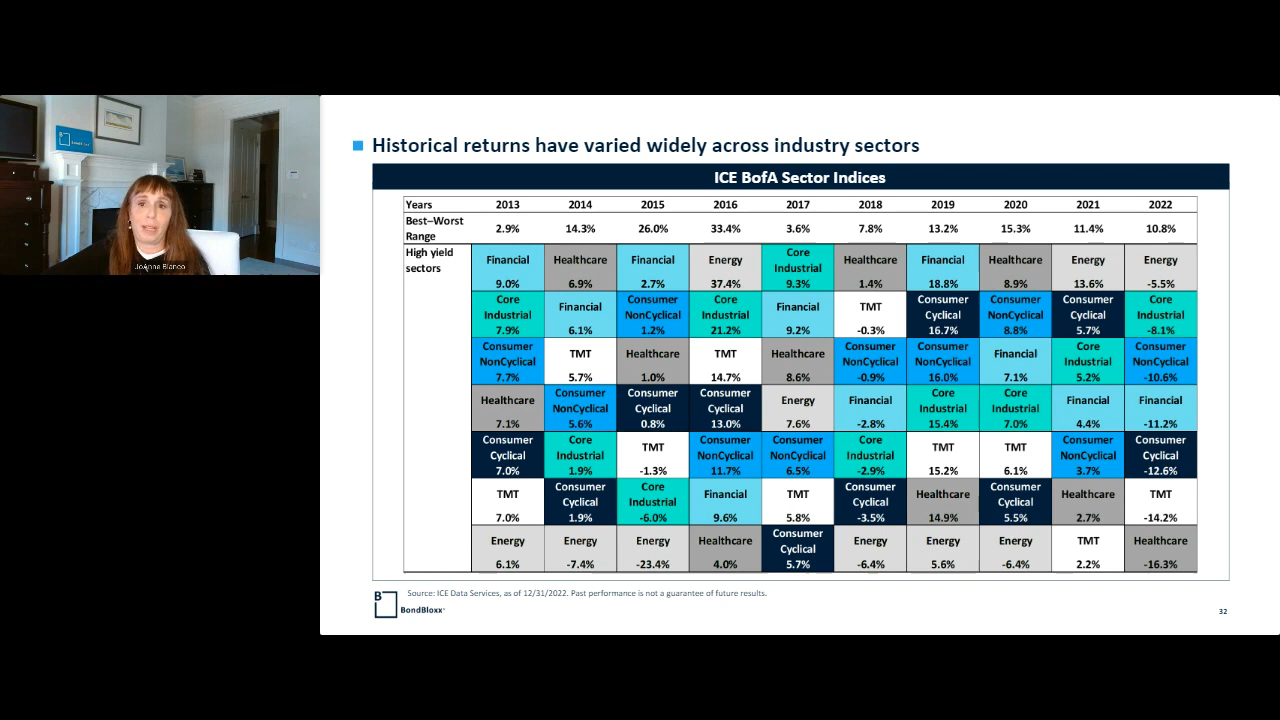 BondBloxx
JoAnne Bianco
Historical returns have varied widely across industry sectors
ICE BofA Sector Indices
Years 2013 2014 2015 2016 2017 2018 2019 2020 2021 2022
Best–Worst Range 2.9% 14.3% 26.0% 33.4% 3.6% 7.8% 13.2% 15.3% 11.4% 10.8%
High yield sectors
Financial 9.0% Healthcare 6.9% Financial 2.7% Energy 37.4% Core Industrial 9.3% Healthcare 1.4% Financial 18.8% Healthcare 8.9% Energy 13.6% Energy -5.5%
Core Industrial 7.9% Financial 6.1% Consumer NonCyclical 1.2% Core Industrial 21.2% Financial 9.2% TMT -0.3% Consumer Cyclical 16.7% Consumer NonCyclical 8.8% Consumer Cyclical 5.7% Core Industrial -8.1%
Consumer NonCyclical 7.7% TMT 5.7% Healthcare 1.0% TMT 14.7% Healthcare 8.6% Consumer NonCyclical -0.9% Consumer NonCyclical 16.0% Financial 7.1% Core Industrial 5.2% Consumer NonCyclical -10.6%
Healthcare 7.1% Consumer NonCyclical 5.6% Consumer Cyclical 0.8% Consumer Cyclical 13.0% Energy 7.6% Financial -2.8% Core Industrial 15.4% Core Industrial 7.0% Financial 4.4% Financial -11.2%
Consumer Cyclical 7.0% Core Industrial 1.9% TMT -1.3% Consumer NonCyclical 11.7% Consumer NonCyclical 6.5% Core Industrial -2.9% TMT 15.2% TMT 6.1% Consumer NonCyclical 3.7% Consumer Cyclical -12.6%
TMT 7.0% Consumer Cyclical 1.9% Core Industrial -6.0% Financial 9.6% TMT 5.8% Consumer Cyclical -3.5% Healthcare 14.9% Consumer Cyclical 5.5% Healthcare 2.7% TMT -14.2%
Energy 6.1% Energy -7.4% Energy -23.4% Healthcare 4.0% Consumer Cyclical 5.7% Energy -6.4% Energy 5.6% Energy -6.4% TMT 2.2% Healthcare -16.3%
Source: ICE Data Services, as of 12/31/2022. Past performance is not a guarantee of future results.
B BondBloxx
32